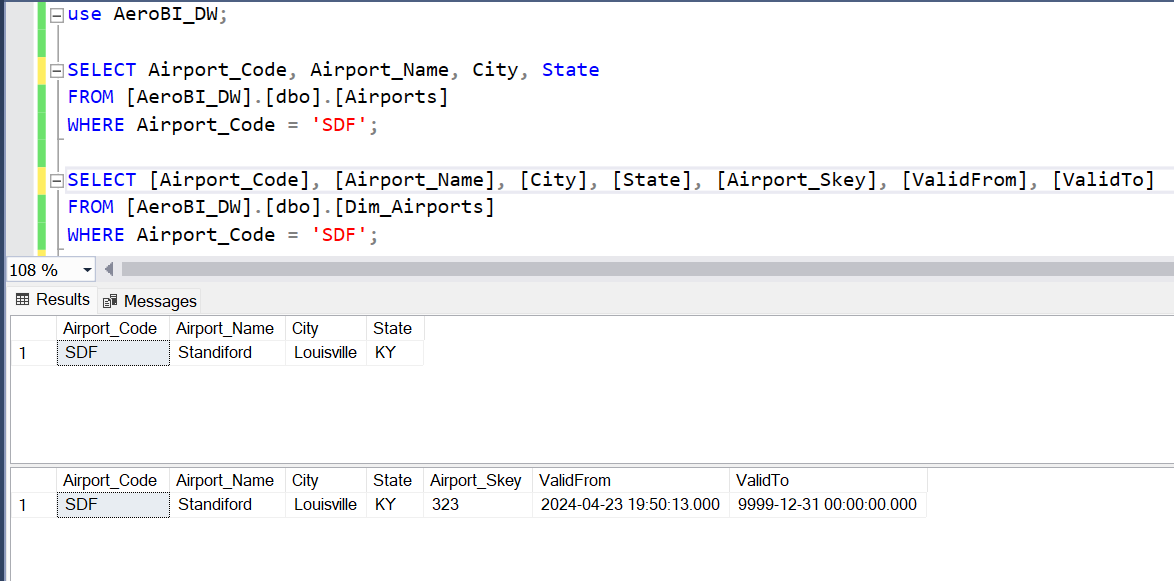 use AeroBI_DW;
SELECT Airport_Code, Airport_Name, City, State
FROM [AeroBI_DW].[dbo].[Airports]
WHERE Airport_Code = 'SDF';
SELECT [Airport_Code], [Airport_Name], [City], [State], [Airport_Skey], [ValidFrom], [ValidTo]
FROM [AeroBI_DW].[dbo].[Dim_Airports]
WHERE Airport_Code = 'SDF';
108 %
Results Messages
Airport_Code Airport_Name City State
1 SDF Standiford Louisville KY
Airport_Code Airport_Name City State Airport_Skey ValidFrom ValidTo
1 SDF Standiford Louisville KY 323 2024-04-23 19:50:13.000 9999-12-31 00:00:00.000